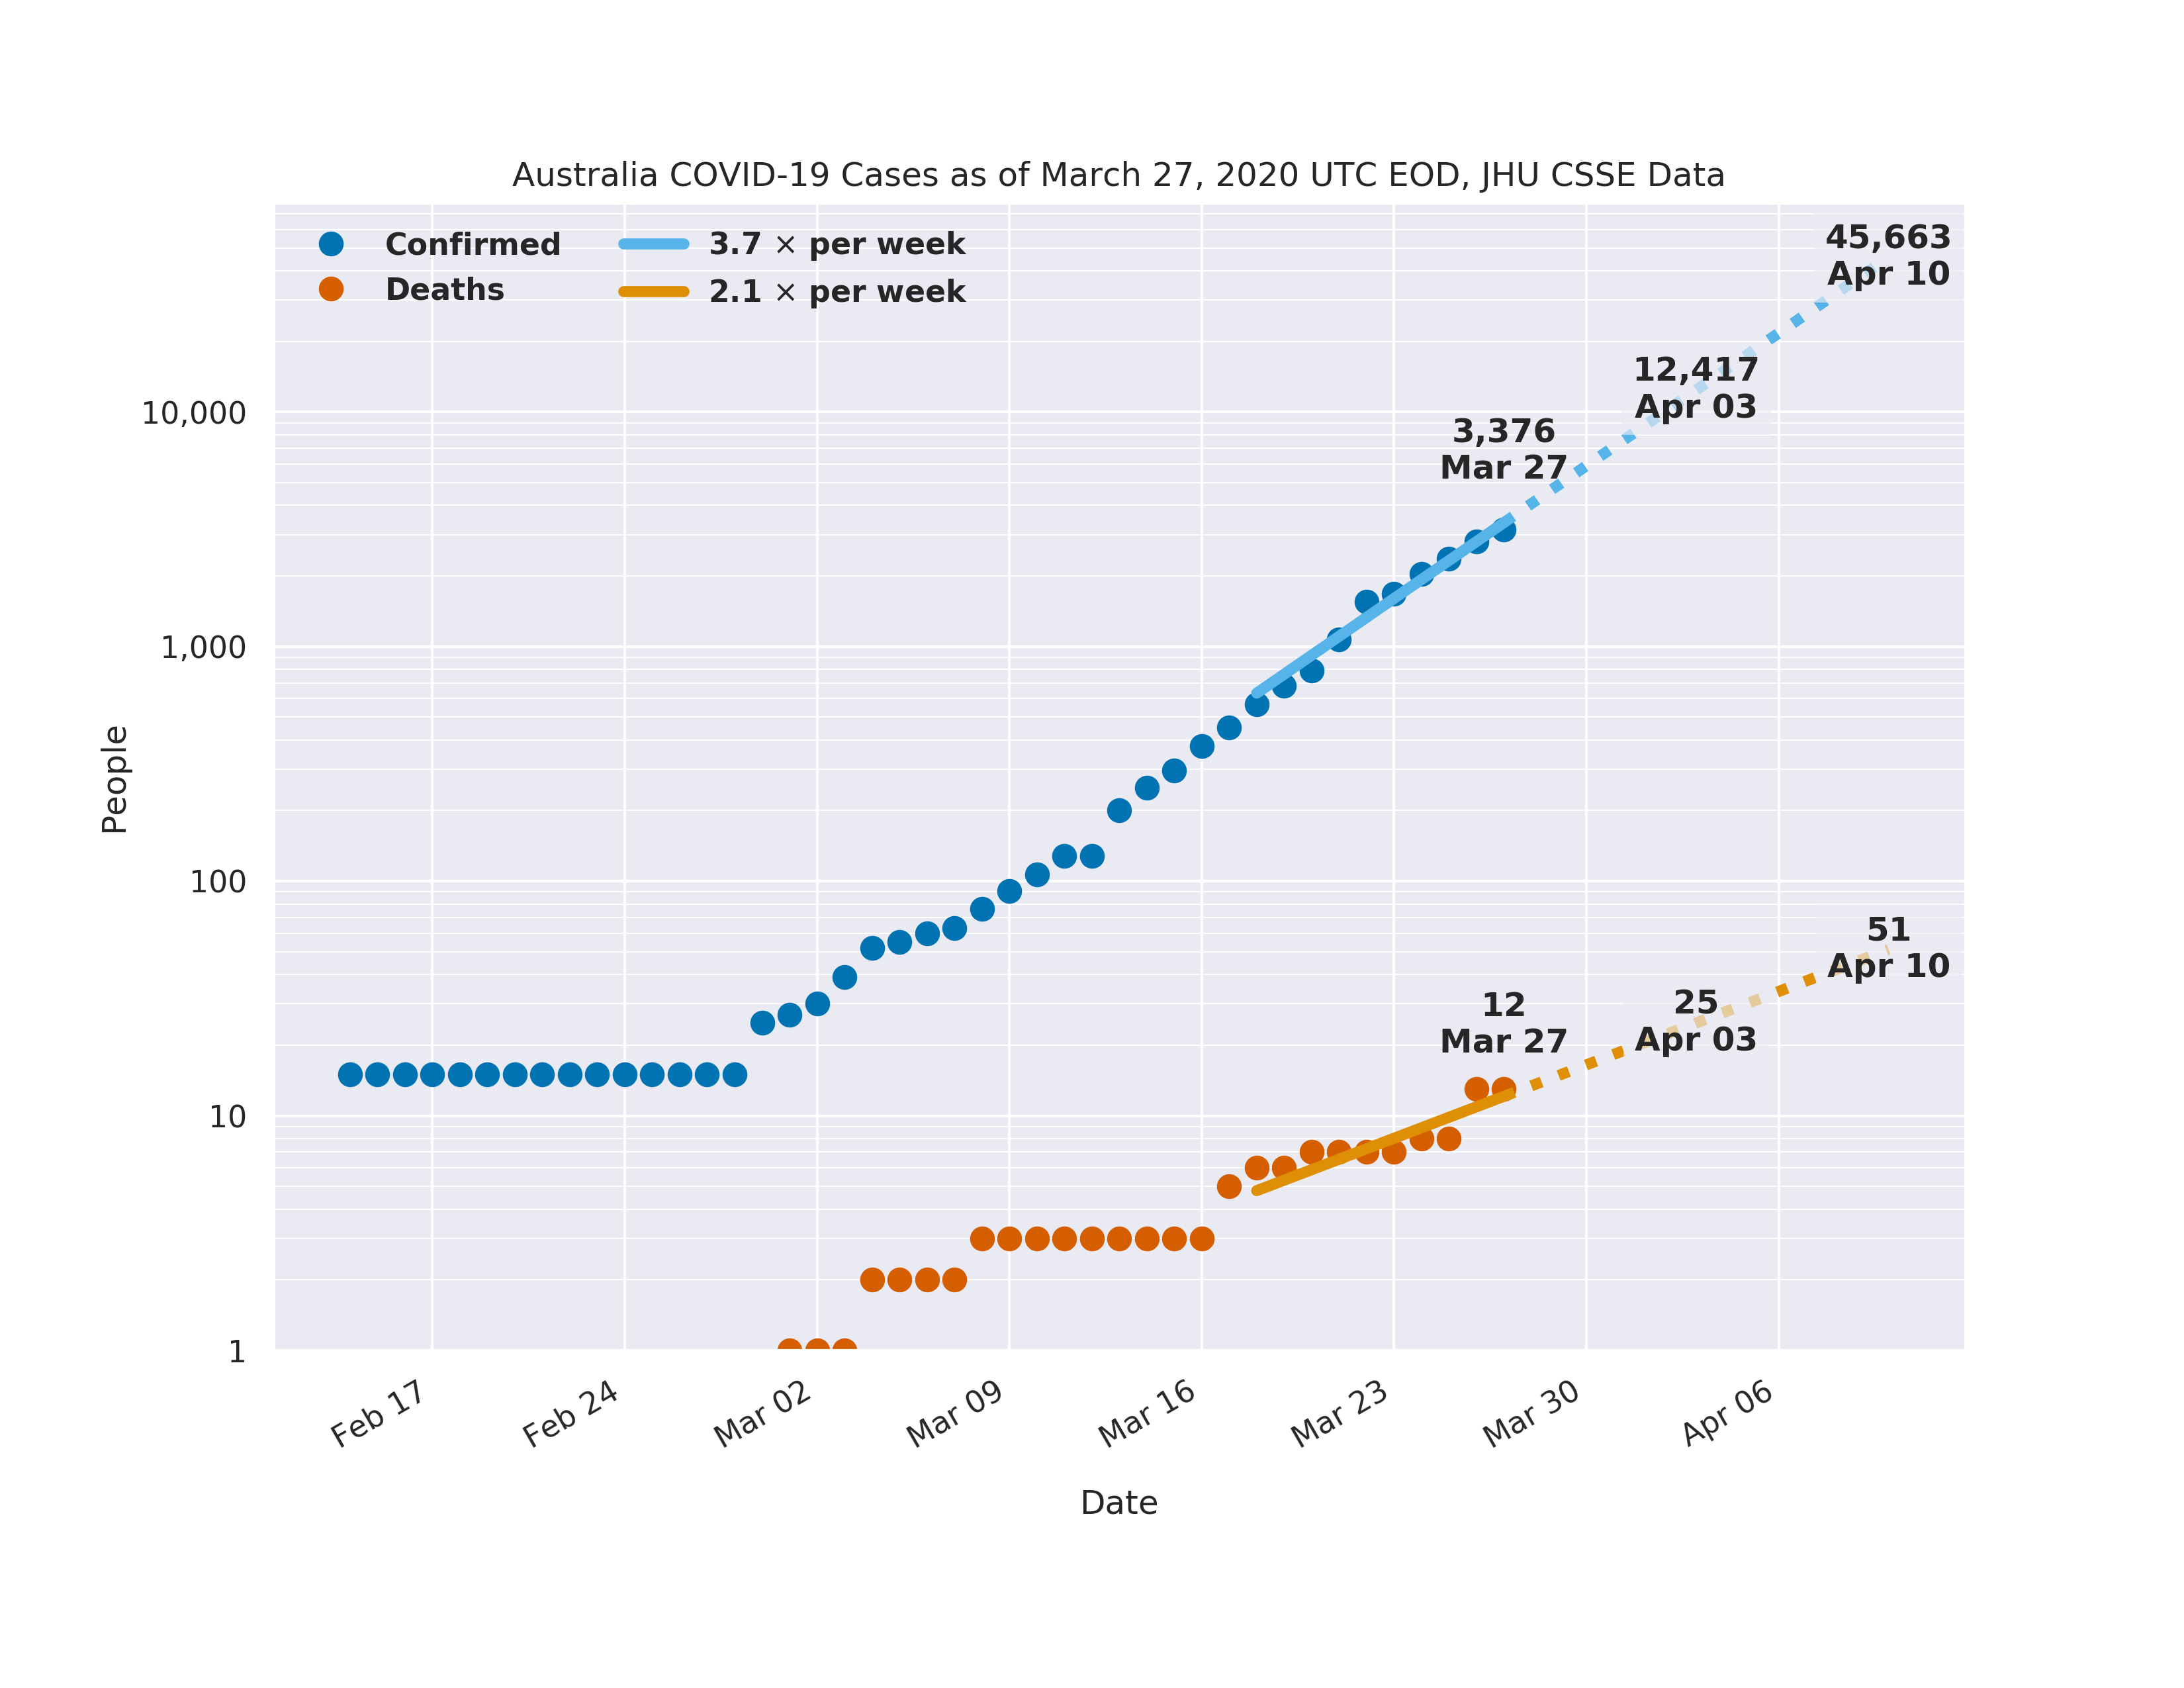 Australia COVID-19 Cases as of March 27, 2020 UTC EOD, JHU CSSE Data
Confirmed
Deaths
3.7 × per week
2.1 × per week
45,663
Apr 10
12,417
Apr 03
3,376
Mar 27
51
Apr 10
25
Apr 03
12
Mar 27
10,000
1,000
100
10
1
People
Feb 17
Feb 24
Mar 02
Mar 09
Mar 16
Mar 23
Mar 30
Apr 06
Date